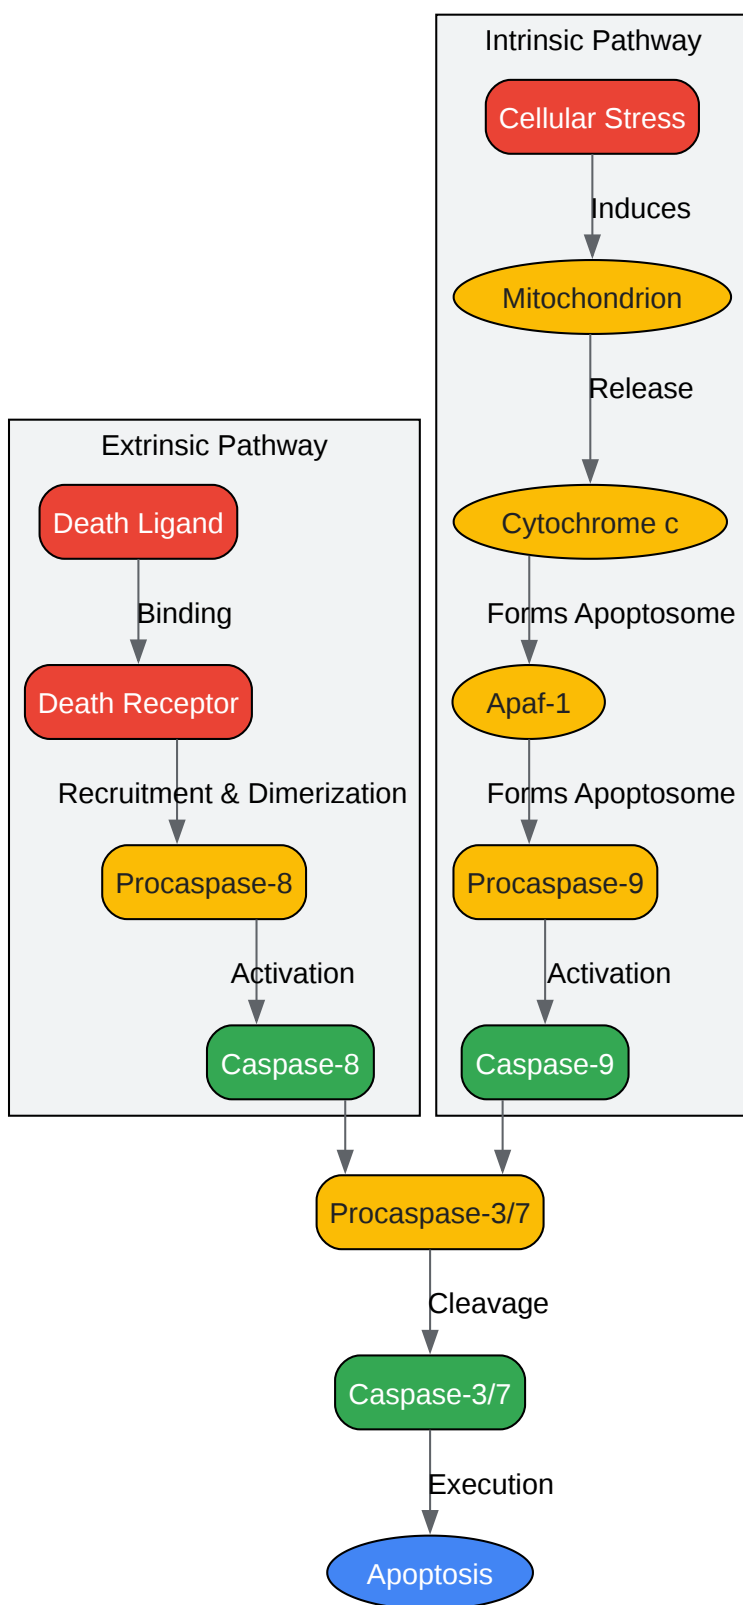 Intrinsic Pathway
Cellular Stress
Induces
Mitochondrion
Release
Cytochrome c
Forms Apoptosome
Apaf-1
Forms Apoptosome
Procaspase-9
Activation
Caspase-9
Extrinsic Pathway
Death Ligand
Binding
Death Receptor
Recruitment & Dimerization
Procaspase-8
Activation
Caspase-8
Procaspase-3/7
Cleavage
Caspase-3/7
Execution
Apoptosis